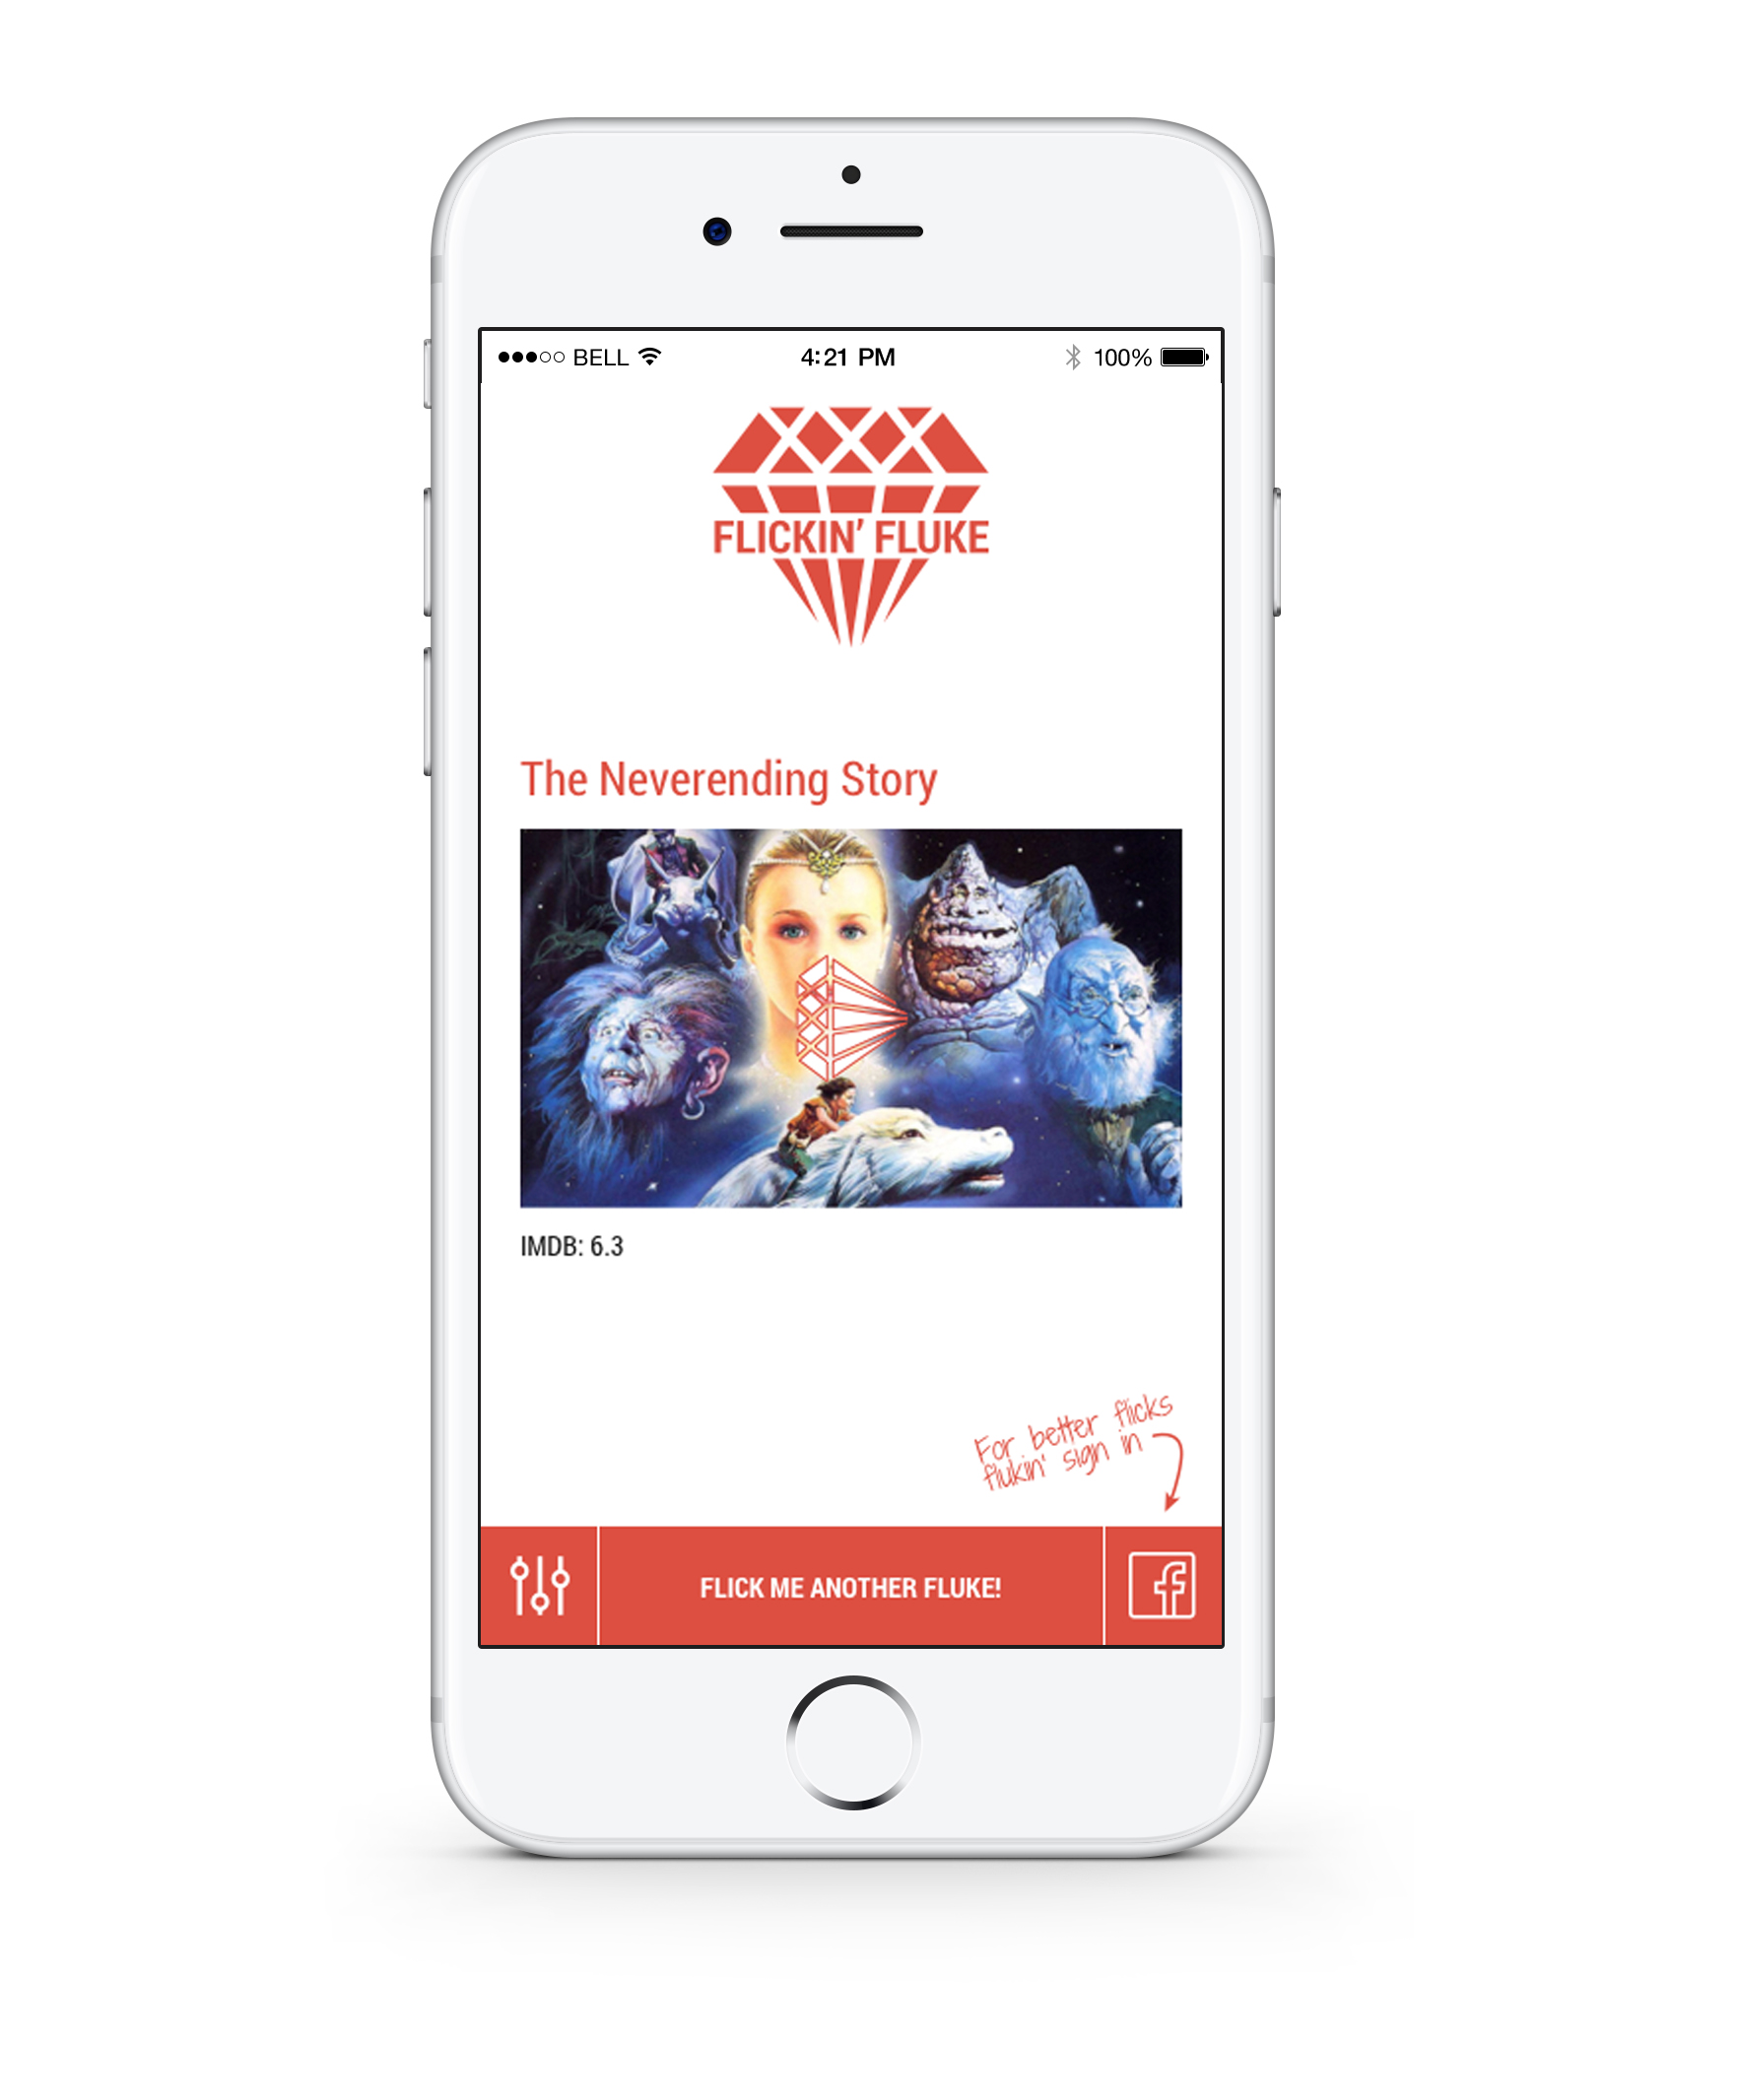 BELL 4:21 PM 100%
FLICKIN' FLUKE
The Neverending Story
IMDB: 6.3
For better flicks
flukin' sign in
FLICK ME ANOTHER FLUKE!